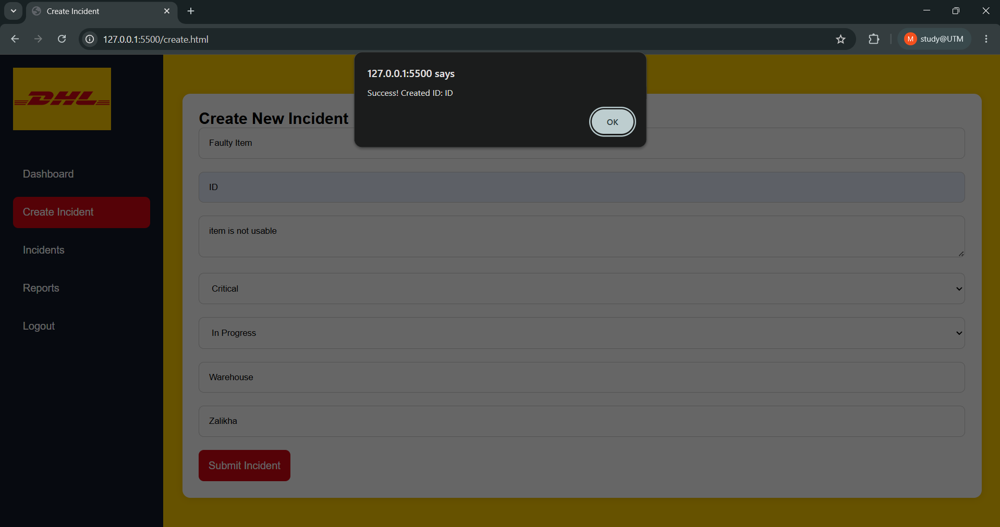 Create Incident
127.0.0.1:5500/create.html
M study@UTM
127.0.0.1:5500 says
Success! Created ID: ID
OK
DHL
Dashboard
Create Incident
Incidents
Reports
Logout
Create New Incident
Faulty Item
ID
item is not usable
Critical
In Progress
Warehouse
Zalikha
Submit Incident